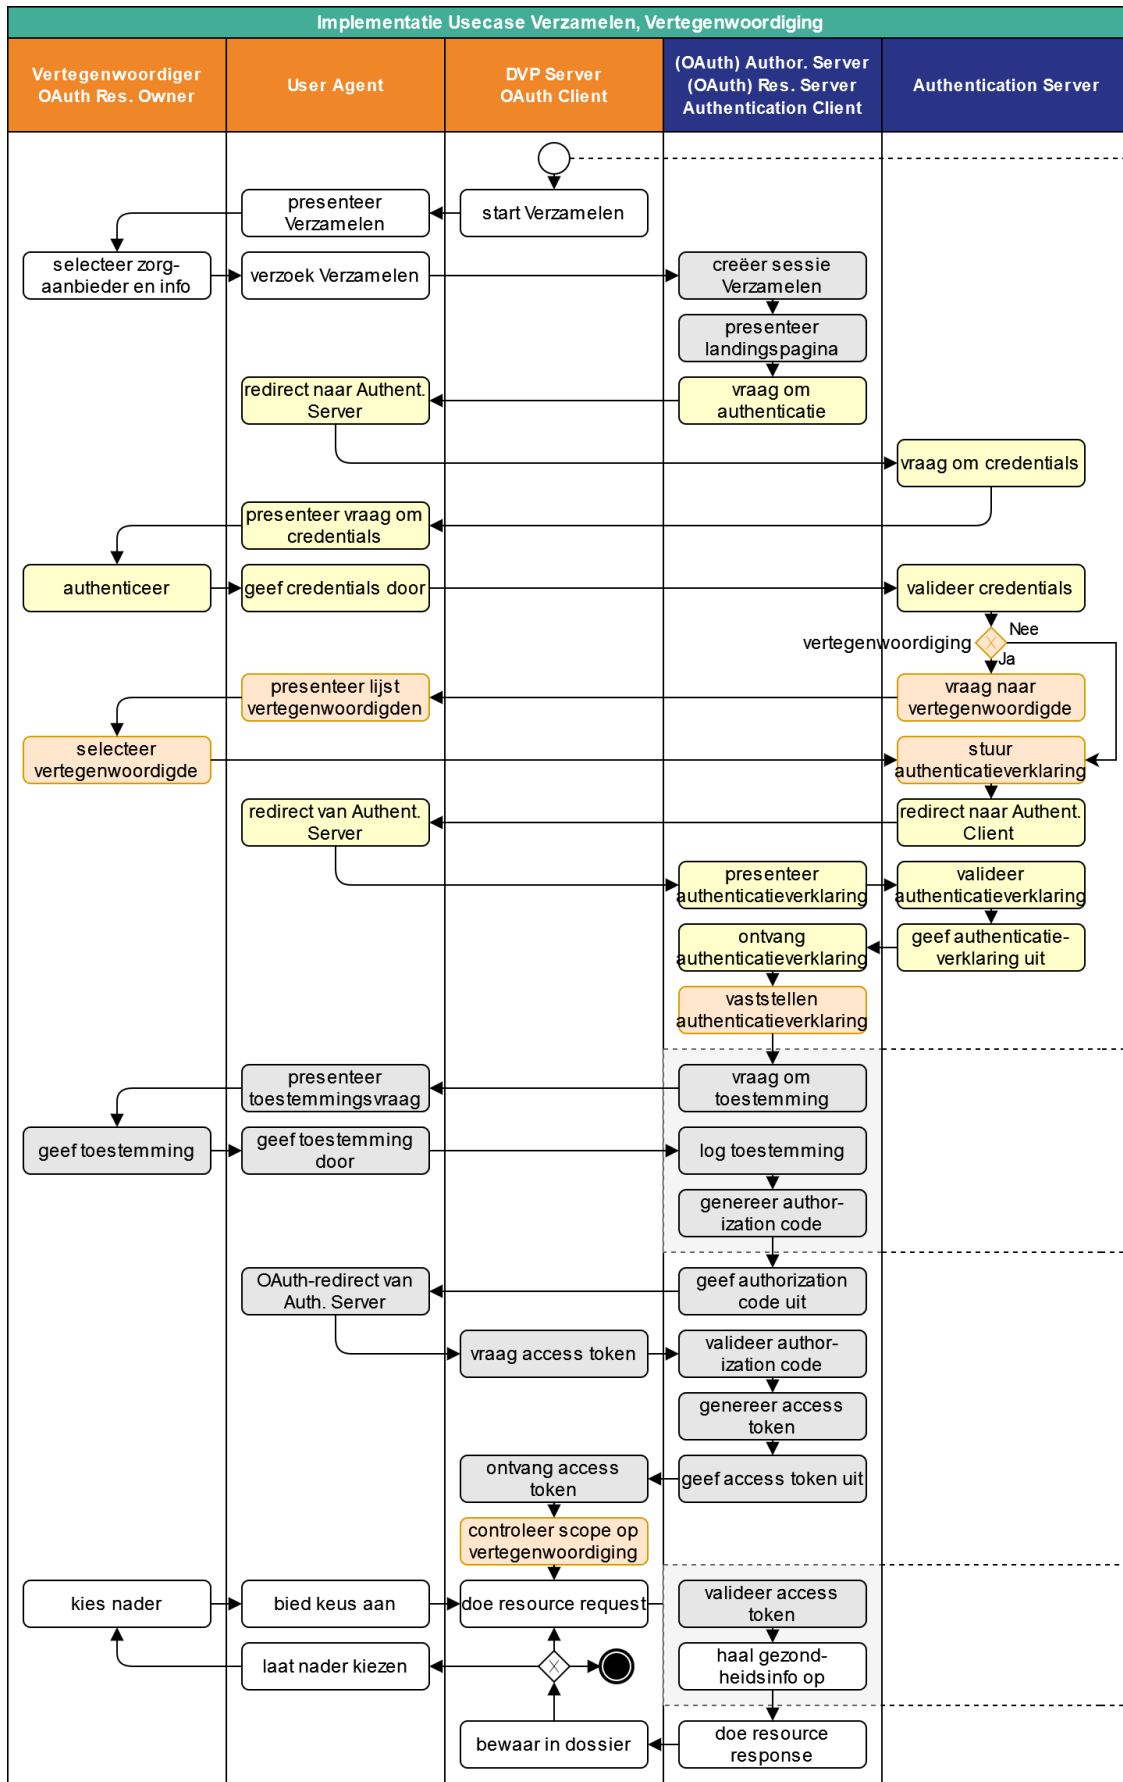 Implementatie Usecase Verzamelen, Vertegenwoordiging
Vertegenwoordiger
OAuth Res. Owner
User Agent
DVP Server
OAuth Client
(OAuth) Author. Server
(OAuth) Res. Server
Authentication Client
Authentication Server
presenteer
Verzamelen
start Verzamelen
selecteer zorg-
aanbieder en info
verzoek Verzamelen
creëer sessie
Verzamelen
presenteer
landingspagina
redirect naar Authent.
Server
vraag om
authenticatie
vraag om credentials
presenteer vraag om
credentials
authenticeer
geef credentials door
valideer credentials
vertegenwoordiging
X
Nee
Ja
presenteer lijst
vertegenwoordigden
vraag naar
vertegenwoordigde
selecteer
vertegenwoordigde
stuur
authenticatieverklaring
redirect van Authent.
Server
redirect naar Authent.
Client
presenteer
authenticatieverklaring
valideer
authenticatieverklaring
ontvang
authenticatieverklaring
geef authenticatie-
verklaring uit
vaststellen
authenticatieverklaring
presenteer
toestemmingsvraag
vraag om
toestemming
geef toestemming
geef toestemming
door
log toestemming
genereer author-
ization code
OAuth-redirect van
Auth. Server
geef authorization
code uit
vraag access token
valideer author-
ization code
genereer access
token
ontvang access
token
geef access token uit
controleer scope op
vertegenwoordiging
kies nader
bied keus aan
doe resource request
valideer access
token
laat nader kiezen
X
haal gezond-
heidsinfo op
bewaar in dossier
doe resource
response